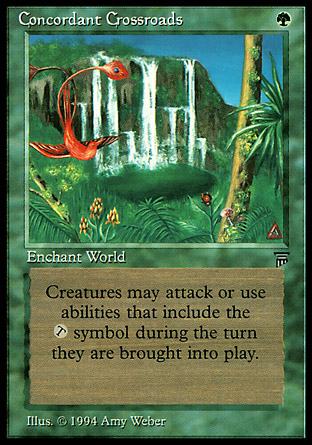 Concordant Crossroads
Enchant World
Creatures may attack or use
abilities that include the
T symbol during the turn
they are brought into play.
Illus. © 1994 Amy Weber